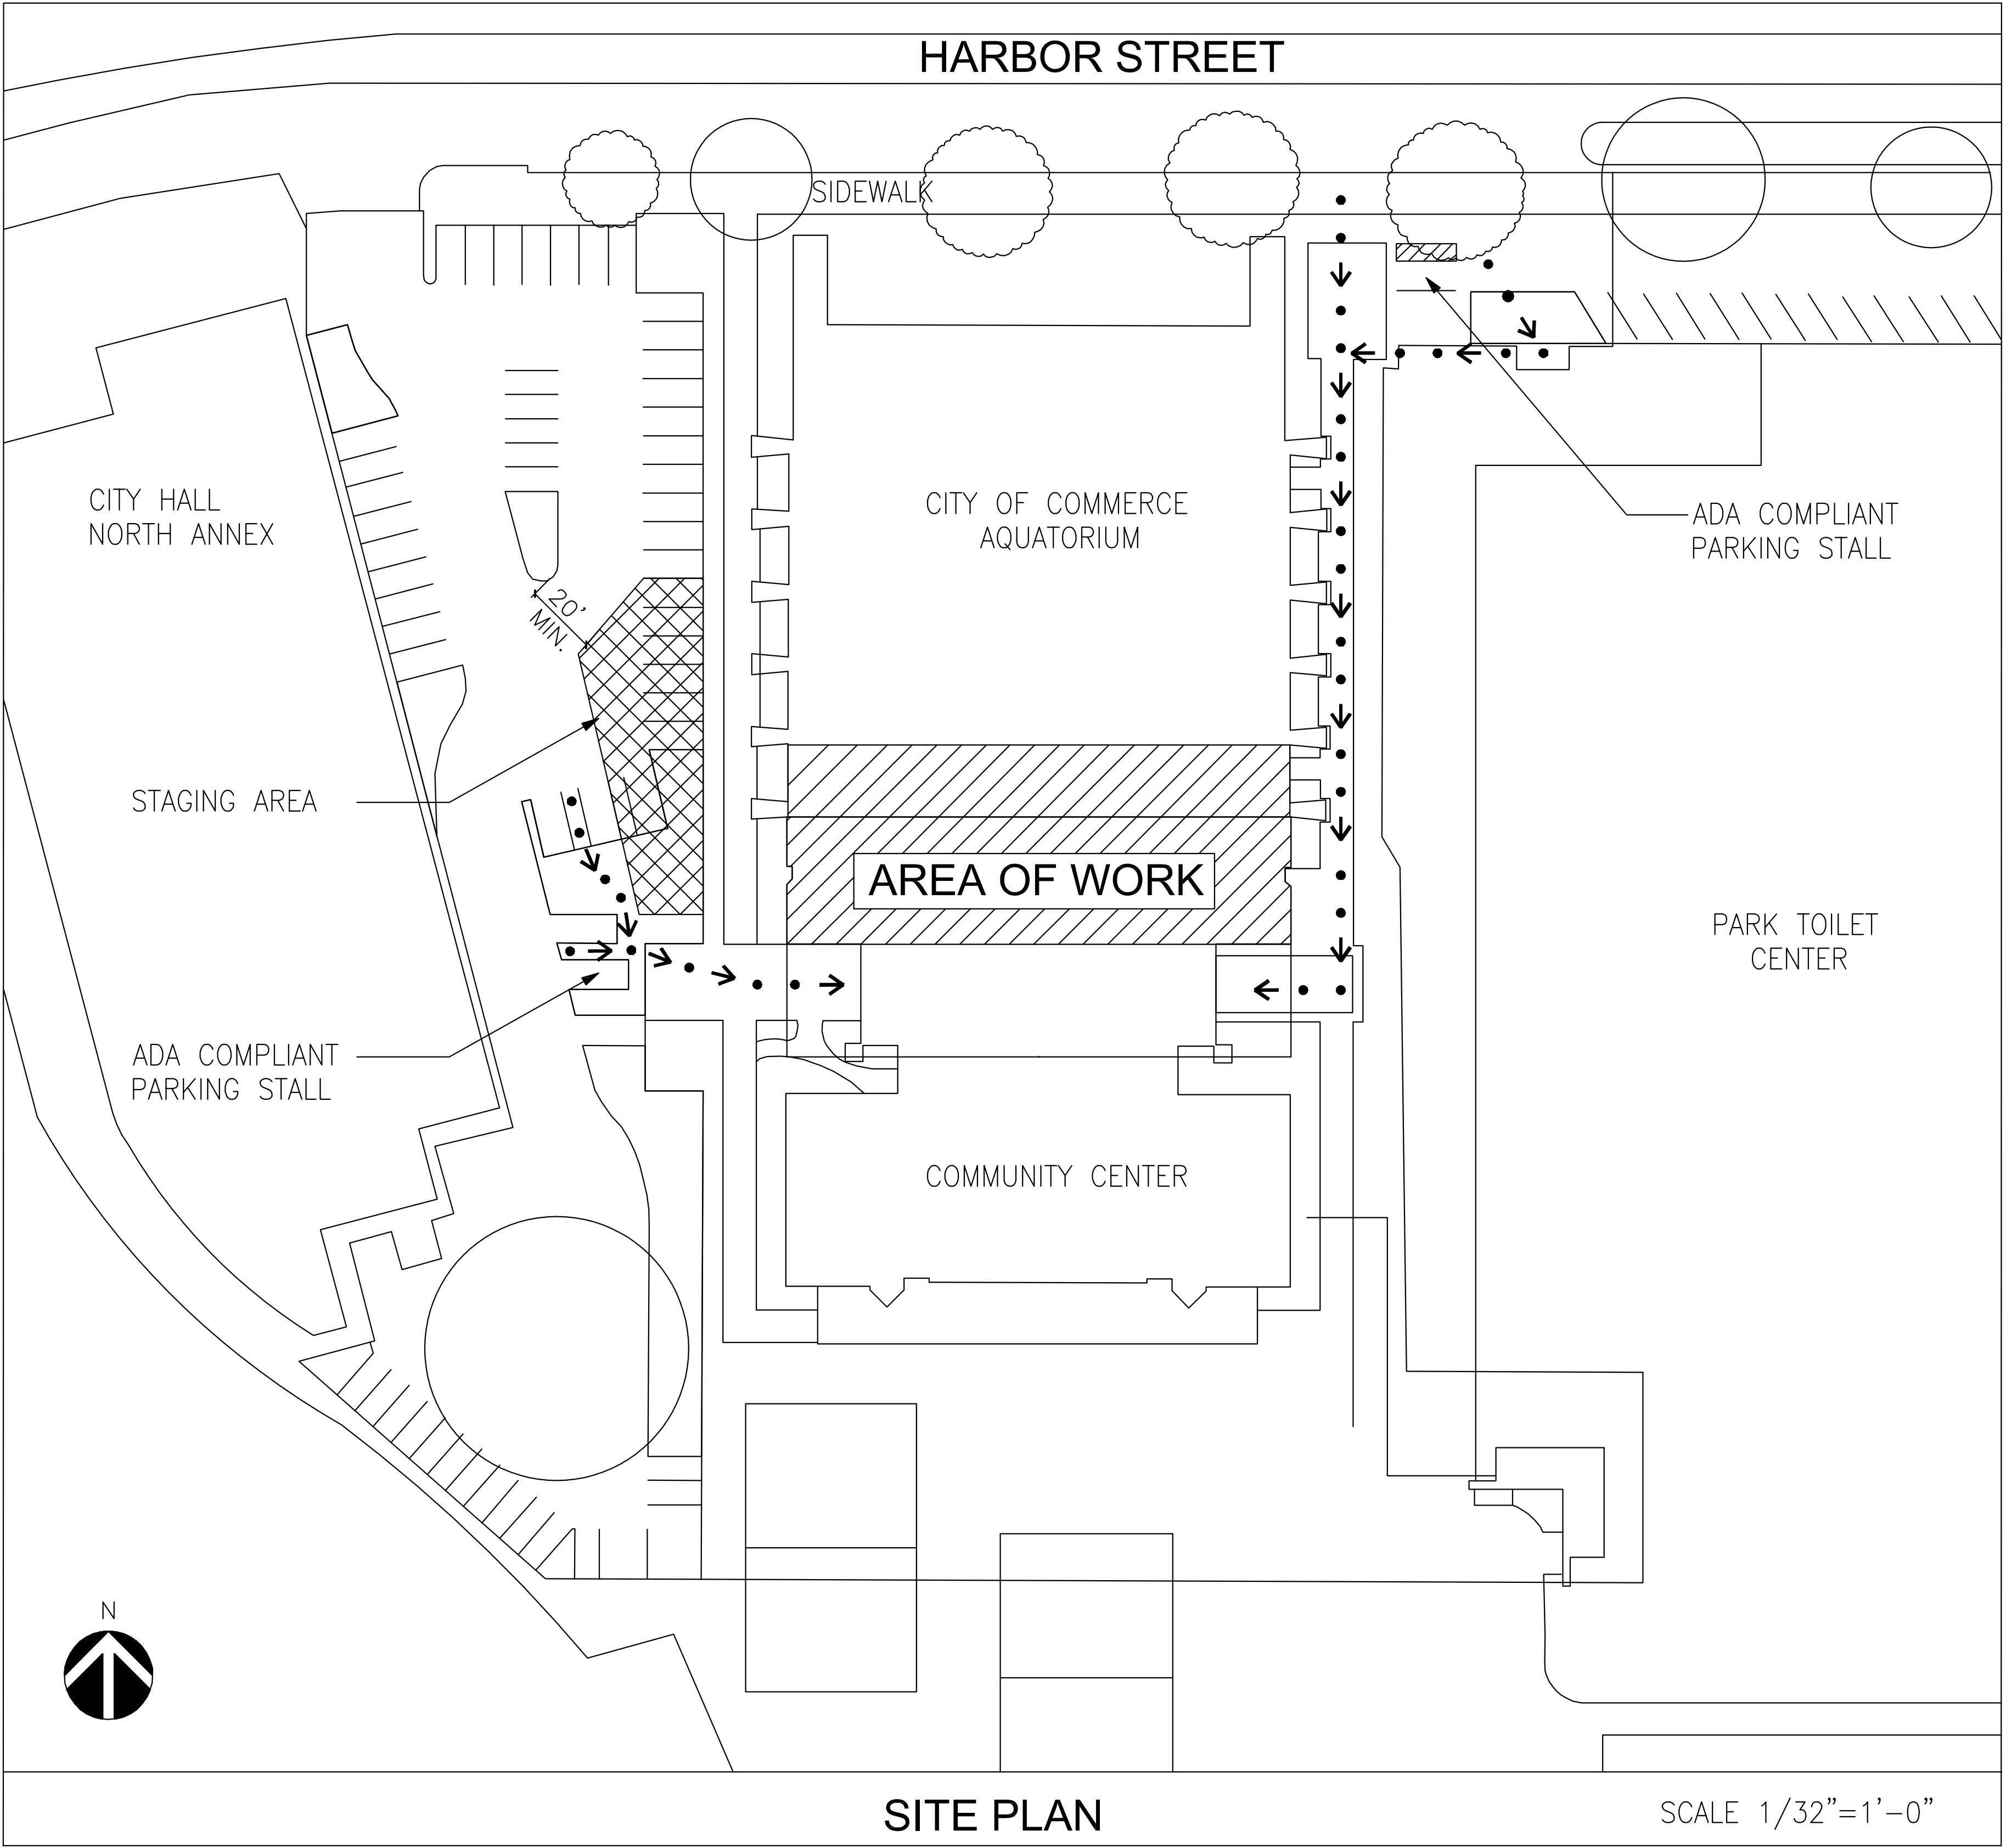 HARBOR STREET
SIDEWALK
CITY HALL
NORTH ANNEX
CITY OF COMMERCE
AQUATORIUM
ADA COMPLIANT
PARKING STALL
20'
MIN.
STAGING AREA
AREA OF WORK
PARK TOILET
CENTER
ADA COMPLIANT
PARKING STALL
COMMUNITY CENTER
N
SITE PLAN
SCALE 1/32"=1'-0"